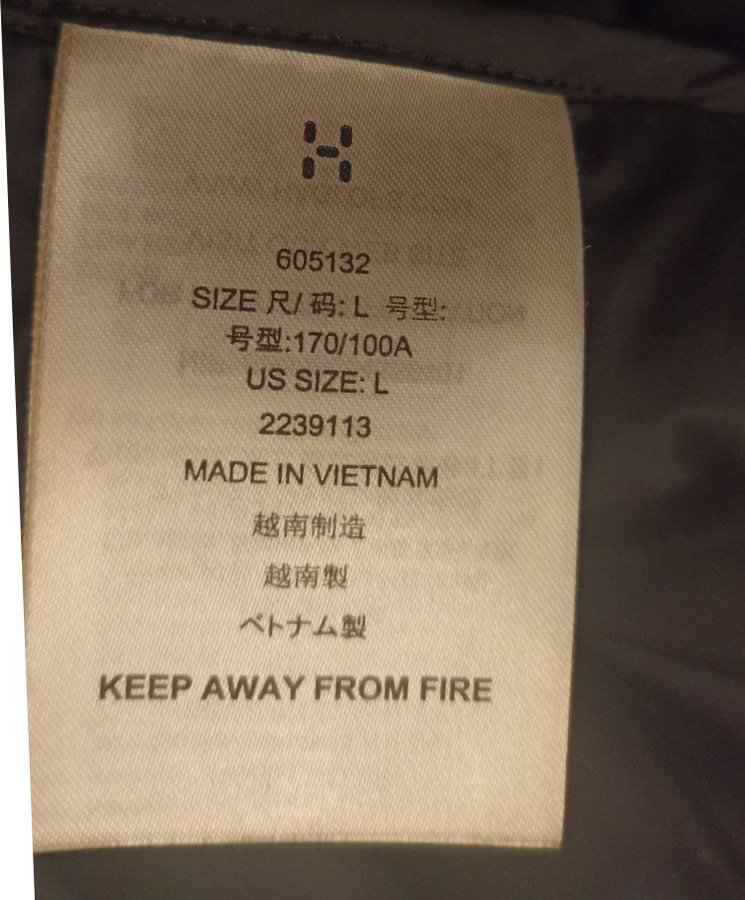 605132
SIZE 尺/ 码: L 号型:
号型:170/100A
US SIZE: L
2239113
MADE IN VIETNAM
越南制造
越南製
ベトナム製
KEEP AWAY FROM FIRE